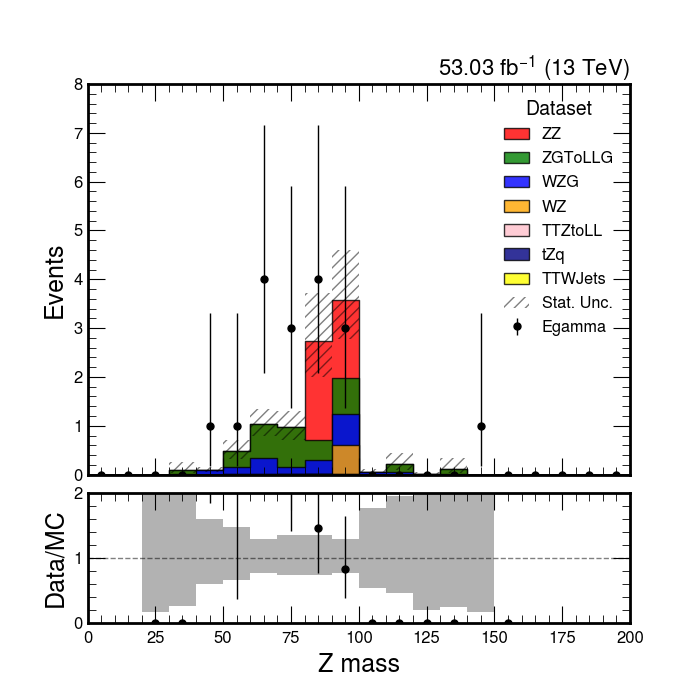 53.03 fb⁻¹ (13 TeV)
8
7
6
5
4
3
2
1
0
Events
Dataset
ZZ
ZGToLLG
WZG
WZ
TTZtoLL
tZq
TTWJets
Stat. Unc.
Egamma
2
1
0
Data/MC
0 25 50 75 100 125 150 175 200
Z mass